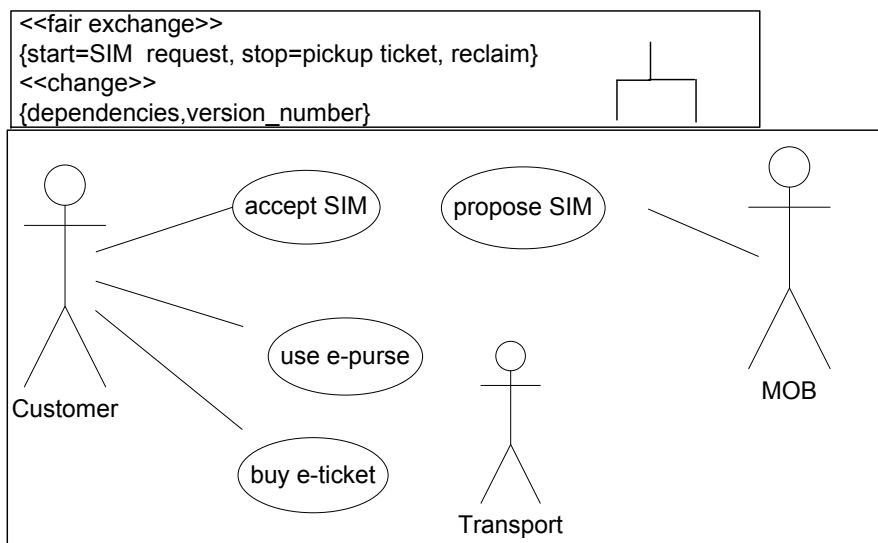 <<fair exchange>>
{start=SIM request, stop=pickup ticket, reclaim}
<<change>>
{dependencies,version_number}
accept SIM
propose SIM
use e-purse
MOB
Customer
buy e-ticket
Transport